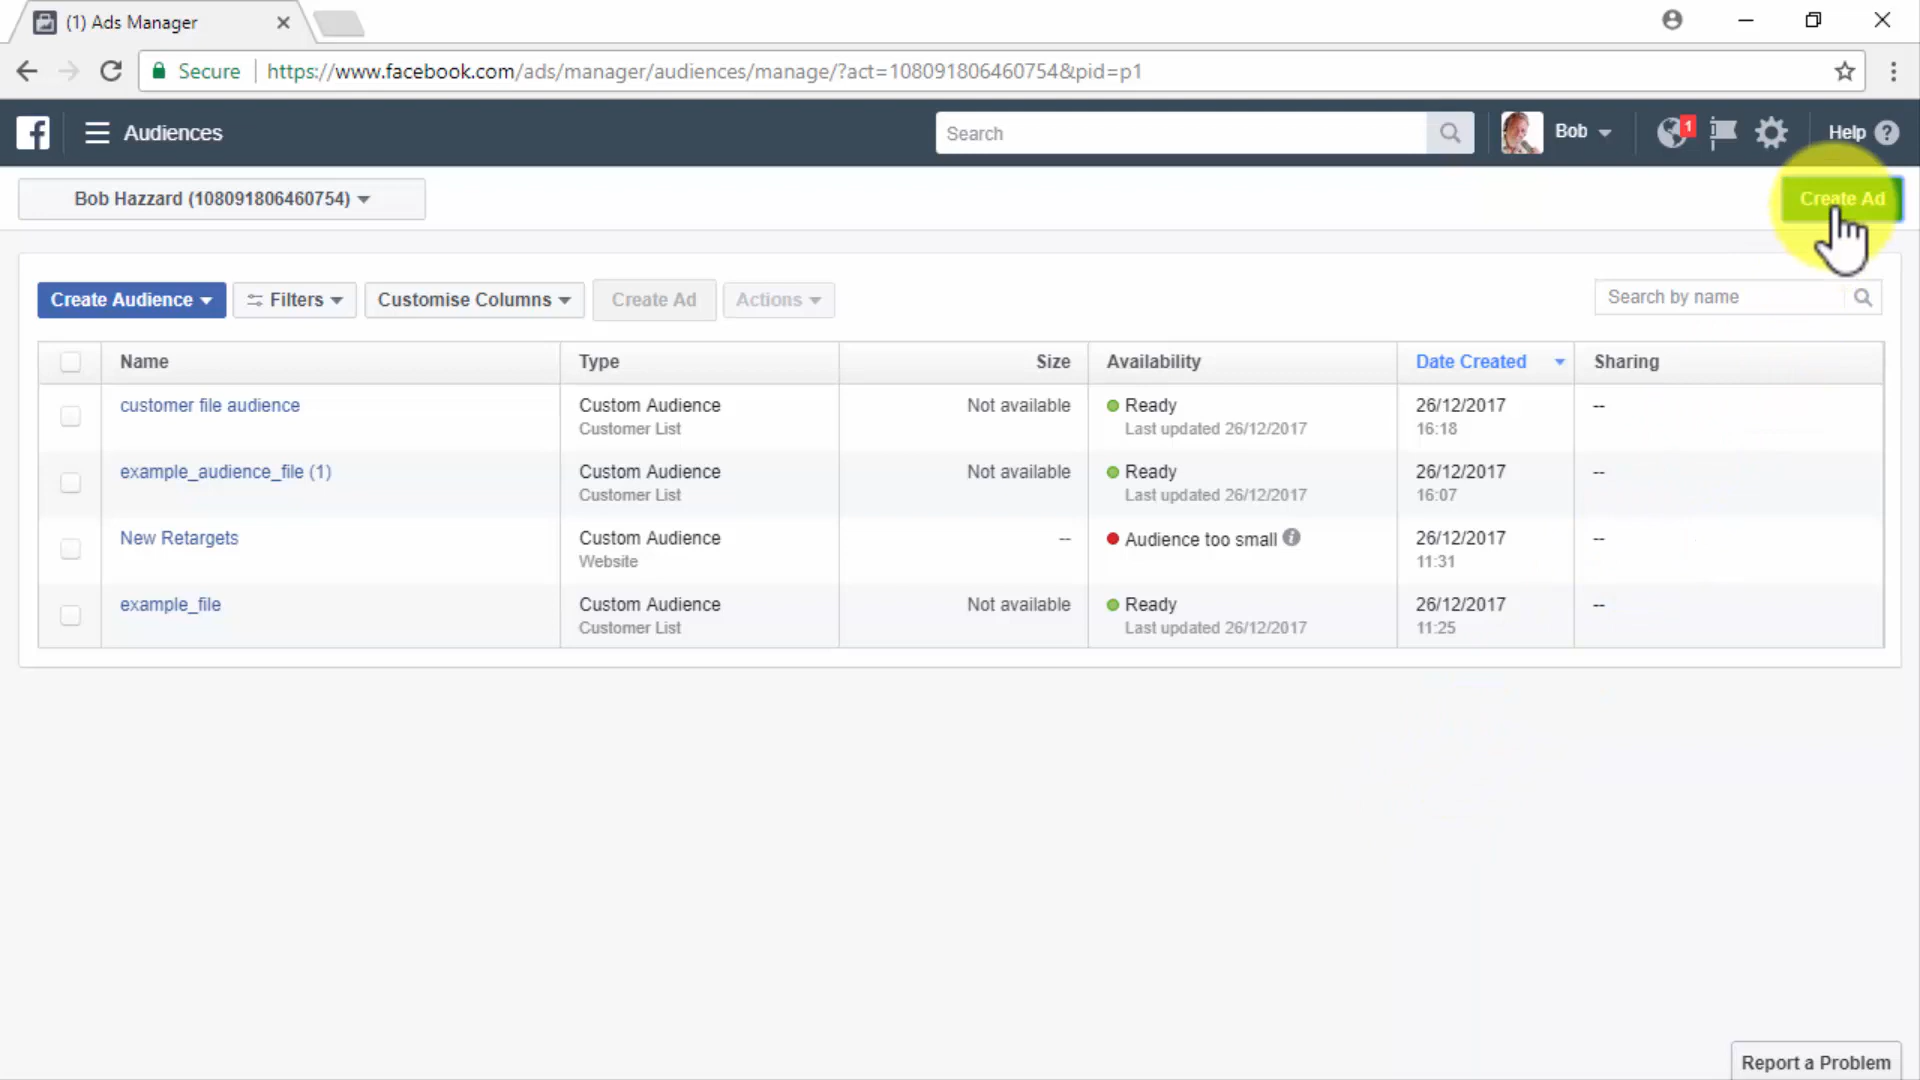 (1) Ads Manager
Secure https://www.facebook.com/ads/manager/audiences/manage/?act=108091806460754&pid=p1
Audiences
Search
Bob
1
Help
Bob Hazzard (108091806460754)
Create Ad
Create Audience
Filters
Customise Columns
Create Ad
Actions
Search by name
Name Type Size Availability Date Created Sharing
customer file audience Custom Audience Not available Ready 26/12/2017 --
Customer List Last updated 26/12/2017 16:18
example_audience_file (1) Custom Audience Not available Ready 26/12/2017 --
Customer List Last updated 26/12/2017 16:07
New Retargets Custom Audience -- Audience too small 26/12/2017 --
Website 11:31
example_file Custom Audience Not available Ready 26/12/2017 --
Customer List Last updated 26/12/2017 11:25
Report a Problem